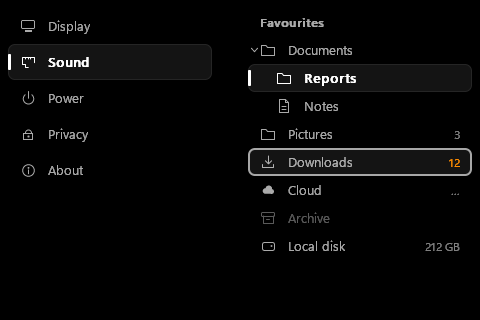 Display
Sound
Power
Privacy
About
Favourites
Documents
Reports
Notes
Pictures 3
Downloads 12
Cloud ...
Archive
Local disk 212 GB